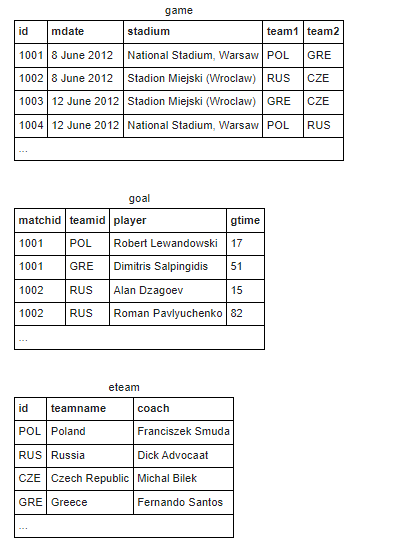 game
id mdate stadium team1 team2
1001 8 June 2012 National Stadium, Warsaw POL GRE
1002 8 June 2012 Stadion Miejski (Wroclaw) RUS CZE
1003 12 June 2012 Stadion Miejski (Wroclaw) GRE CZE
1004 12 June 2012 National Stadium, Warsaw POL RUS
...
goal
matchid teamid player gtime
1001 POL Robert Lewandowski 17
1001 GRE Dimitris Salpingidis 51
1002 RUS Alan Dzagoev 15
1002 RUS Roman Pavlyuchenko 82
...
eteam
id teamname coach
POL Poland Franciszek Smuda
RUS Russia Dick Advocaat
CZE Czech Republic Michal Bilek
GRE Greece Fernando Santos
...